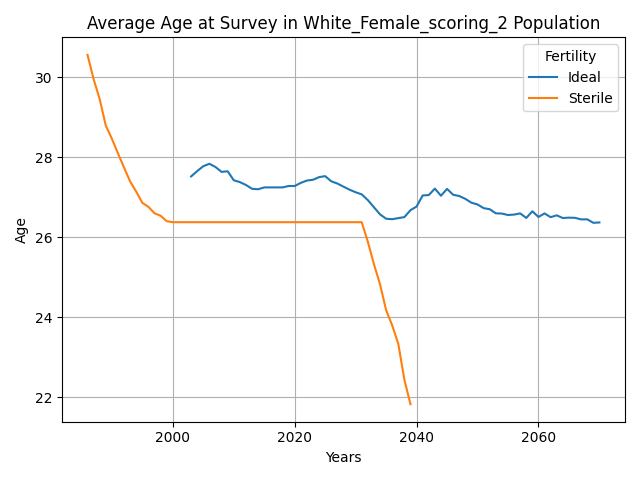 Average Age at Survey in White_Female_scoring_2 Population
Fertility
Ideal
Sterile
Age
30
28
26
24
22
2000
2020
2040
2060
Years